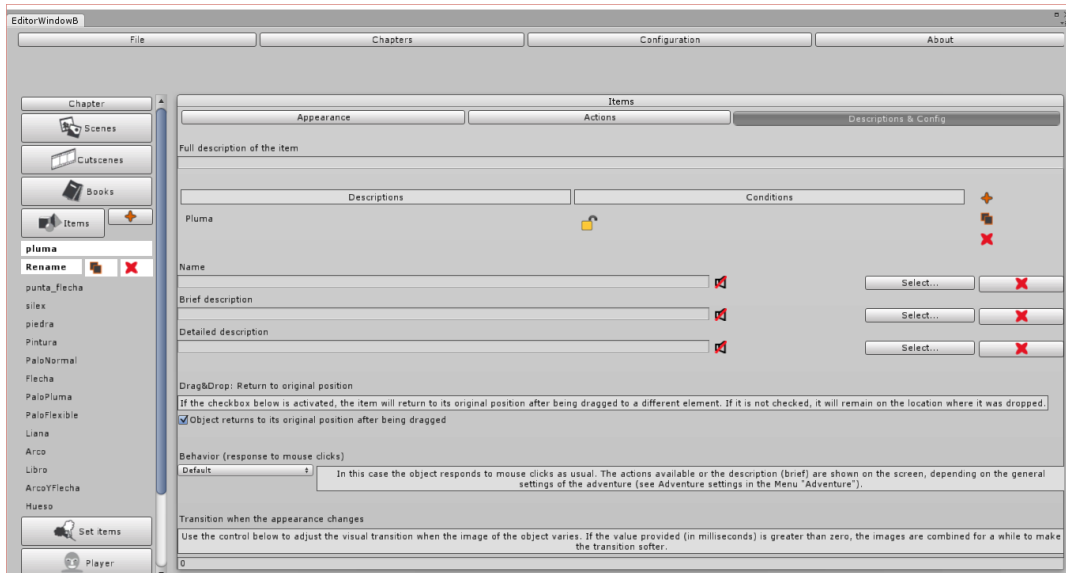 EditorWindowB
File
Chapters
Configuration
About
Chapter
Scenes
Cutscenes
Books
Items
pluma
Rename
punta_flecha
silex
piedra
Pintura
PaloNormal
Flecha
PaloPluma
PaloFlexible
Liana
Arco
Libro
ArcoYFlecha
Hueso
Set items
Player
Items
Appearance
Actions
Descriptions & Config
Full description of the item
Descriptions
Conditions
Pluma
Name
Select...
Brief description
Select...
Detailed description
Select...
Drag&Drop: Return to original position
If the checkbox below is activated, the item will return to its original position after being dragged to a different element. If it is not checked, it will remain on the location where it was dropped.
Object returns to its original position after being dragged
Behavior (response to mouse clicks)
Default
In this case the object responds to mouse clicks as usual. The actions available or the description (brief) are shown on the screen, depending on the general
settings of the adventure (see Adventure settings in the Menu "Adventure").
Transition when the appearance changes
Use the control below to adjust the visual transition when the image of the object varies. If the value provided (in milliseconds) is greater than zero, the images are combined for a while to make
the transition softer.
0